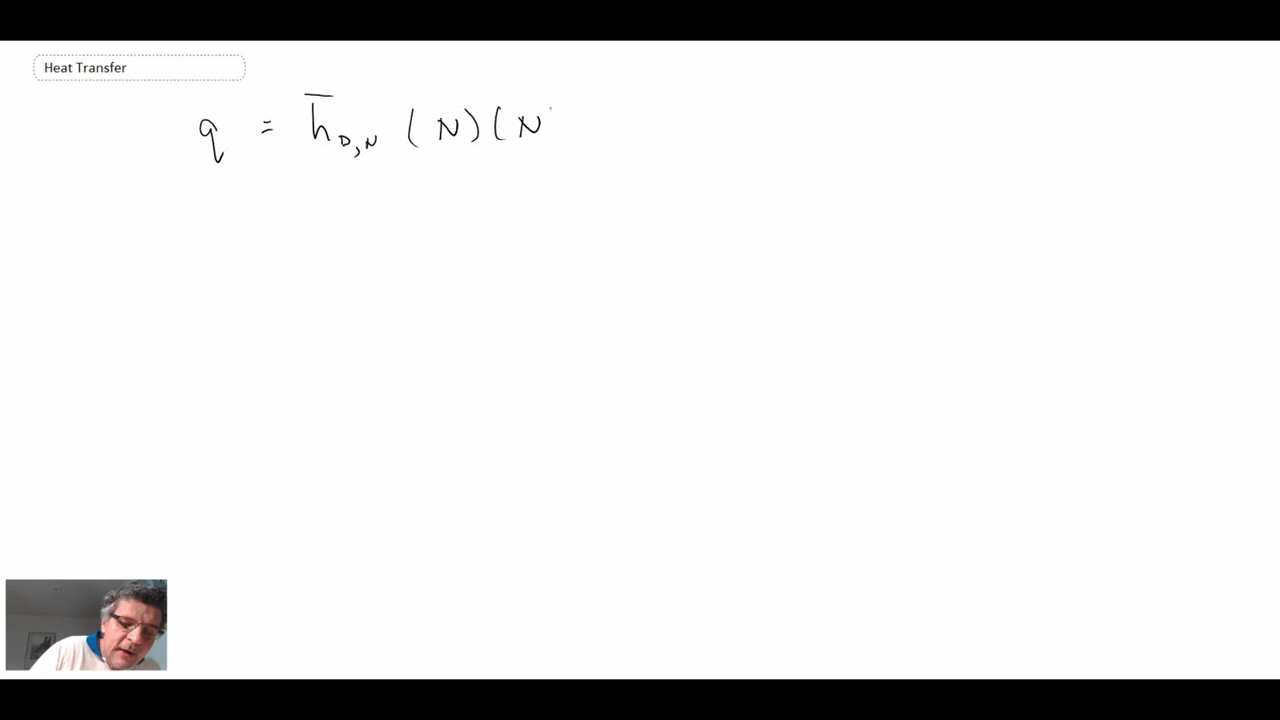 Heat Transfer
q = h̅_{D,N} (N)(N